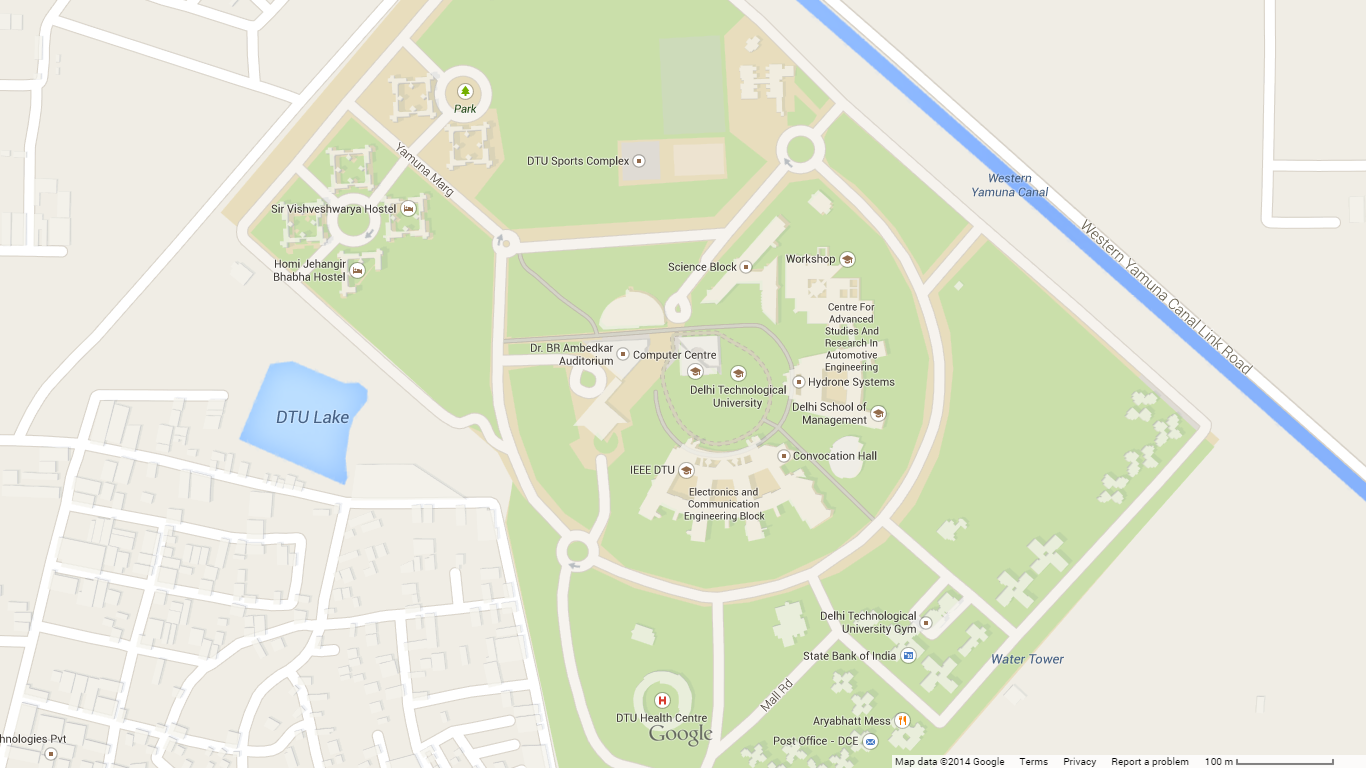 Park
Yamuna Marg
DTU Sports Complex
Western
Yamuna Canal
Sir Vishveshwarya Hostel
Western Yamuna Canal Link Road
Homi Jehangir
Bhabha Hostel
Science Block
Workshop
Centre For
Advanced
Studies And
Research In
Automotive
Engineering
Dr. BR Ambedkar
Auditorium
Computer Centre
Delhi Technological
University
Hydrone Systems
DTU Lake
Delhi School of
Management
Convocation Hall
IEEE DTU
Electronics and
Communication
Engineering Block
Delhi Technological
University Gym
State Bank of India
Water Tower
Mall Rd
DTU Health Centre
Google
Aryabhatt Mess
Post Office - DCE
hnologies Pvt
Map data ©2014 Google Terms Privacy Report a problem 100 m